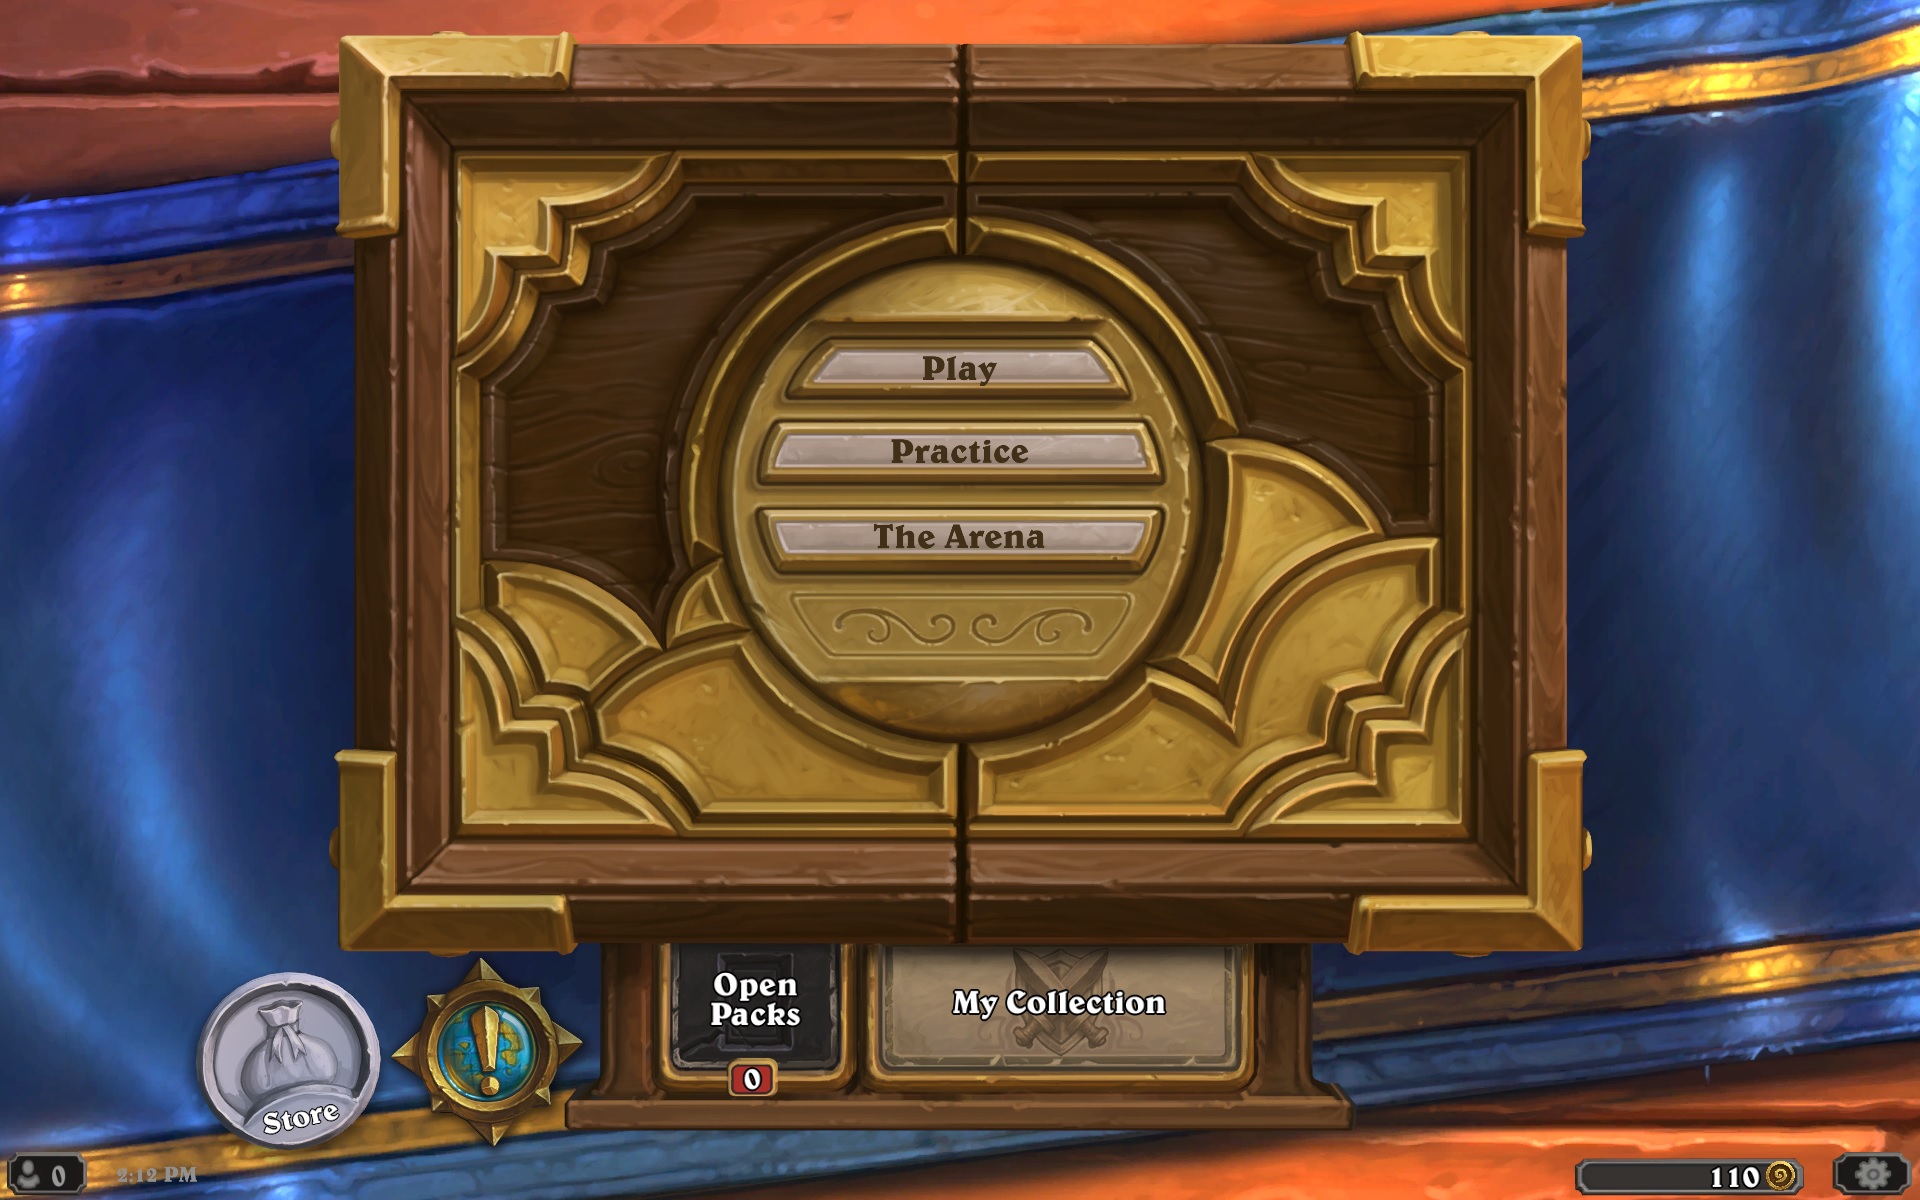 Play
Practice
The Arena
Open
Packs
My Collection
0
Store
0
2:12 PM
110